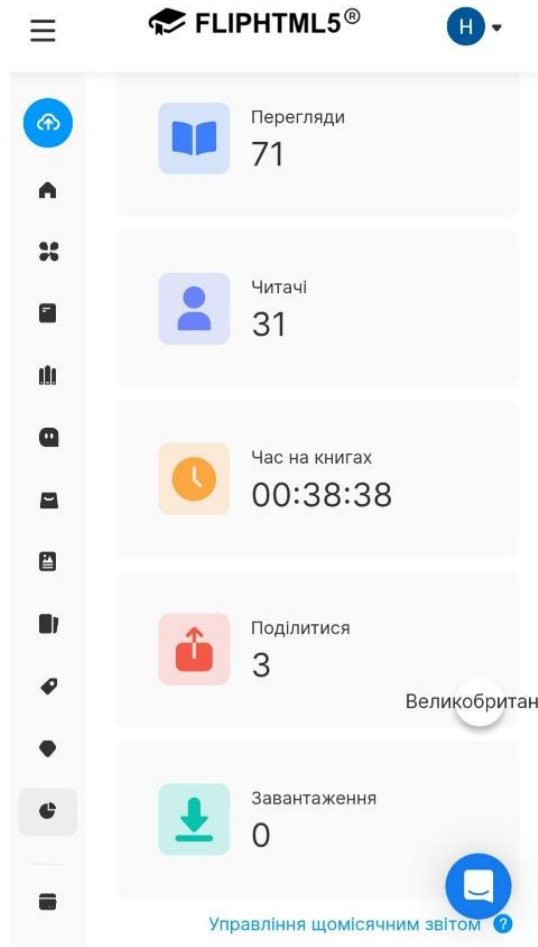 FLIPHTML5®
H
Перегляди
71
Читачі
31
Час на книгах
00:38:38
Поділитися
3
Великобритан
Завантаження
0
Управління щомісячним звітом ?